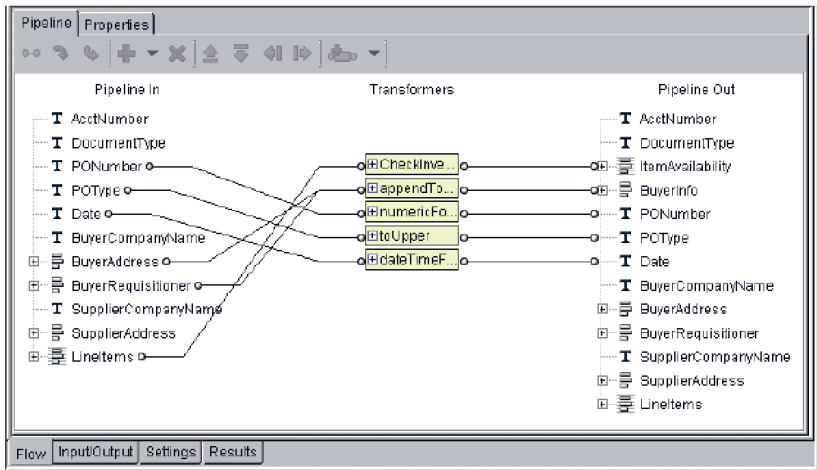 Pipeline Properties
Pipeline In Transformers Pipeline Out
AcctNumber AcctNumber
DocumentType DocumentType
PONumber CheckInve... ItemAvailability
POType appendTo... BuyerInfo
Date numericFo... PONumber
BuyerCompanyName toUpper POType
BuyerAddress dateTimeF... Date
BuyerRequisitioner BuyerCompanyName
SupplierCompanyName BuyerAddress
SupplierAddress BuyerRequisitioner
LineItems SupplierCompanyName
SupplierAddress
LineItems
Flow Input/Output Settings Results